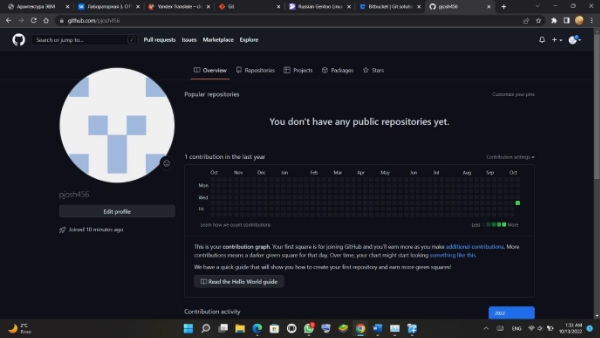 Архитектура ЭВМ
Лабораторная 3. ОТ
Yandex Translate –
Git
Russian Gentoo Linux
Bitbucket | Git solution
pjosh456
github.com/pjosh456
Search or jump to...
Pull requests
Issues
Marketplace
Explore
Overview
Repositories
Projects
Packages
Stars
Popular repositories
Customize your pins
You don't have any public repositories yet.
1 contribution in the last year
Contribution settings
Oct Nov Dec Jan Feb Mar Apr May Jun Jul Aug Sep Oct
Mon
Wed
Fri
Learn how we count contributions
Less
More
pjosh456
Edit profile
Joined 10 minutes ago
This is your contribution graph. Your first square is for joining GitHub and you'll earn more as you make additional contributions. More
contributions means a darker green square for that day. Over time, your chart might start looking something like this.
We have a quick guide that will show you how to create your first repository and earn more green squares!
Read the Hello World guide
Contribution activity
2022
2°C
ENG
1:33 AM
10/13/2022